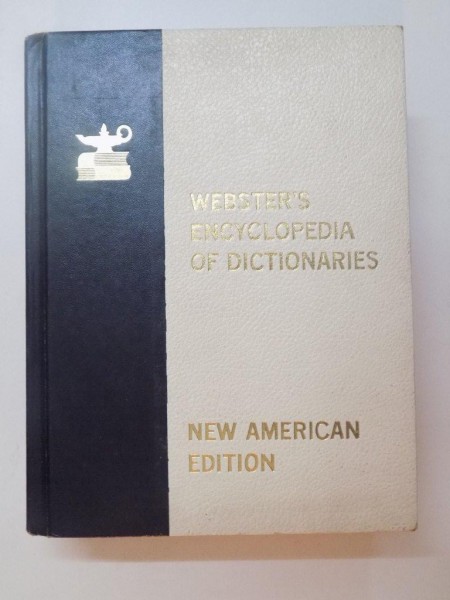 WEBSTER'S
ENCYCLOPEDIA
OF DICTIONARIES
NEW AMERICAN
EDITION